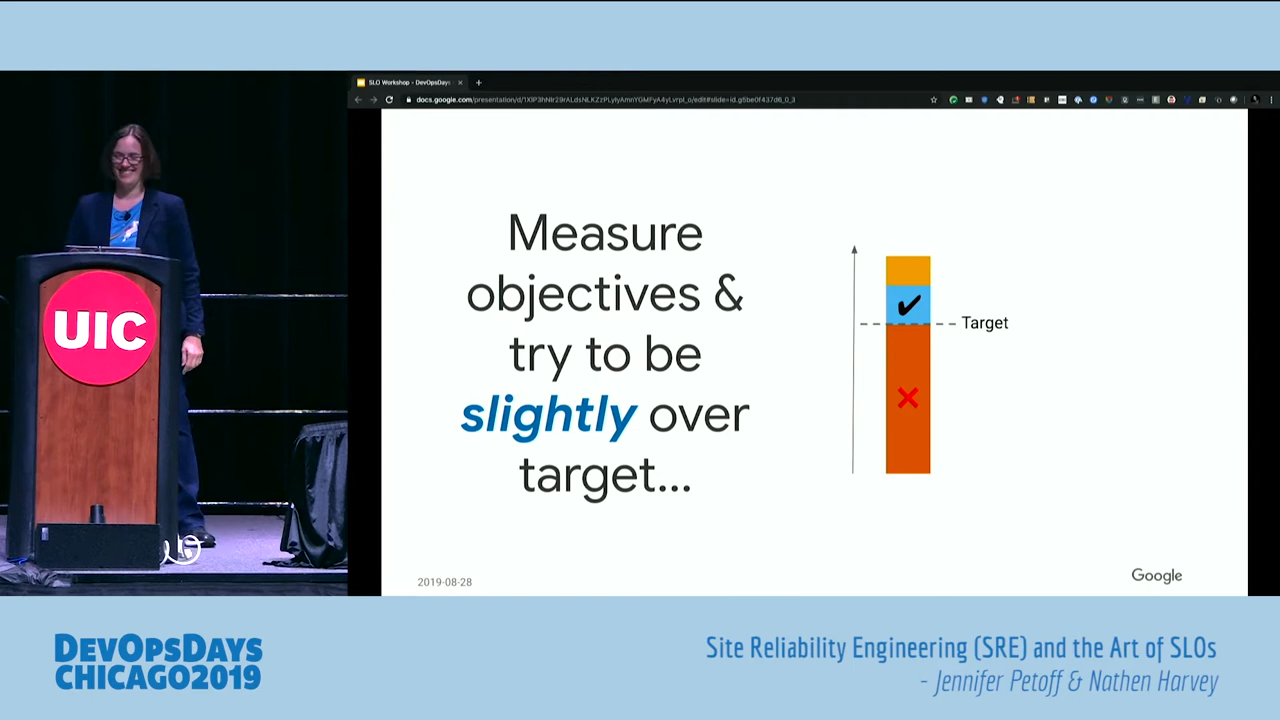 SLO Workshop - DevOpsDays
Measure
objectives &
try to be
slightly over
target...
Target
2019-08-28
Google
UIC
DEVOPSDAYS
CHICAGO2019
Site Reliability Engineering (SRE) and the Art of SLOs
- Jennifer Petoff & Nathen Harvey